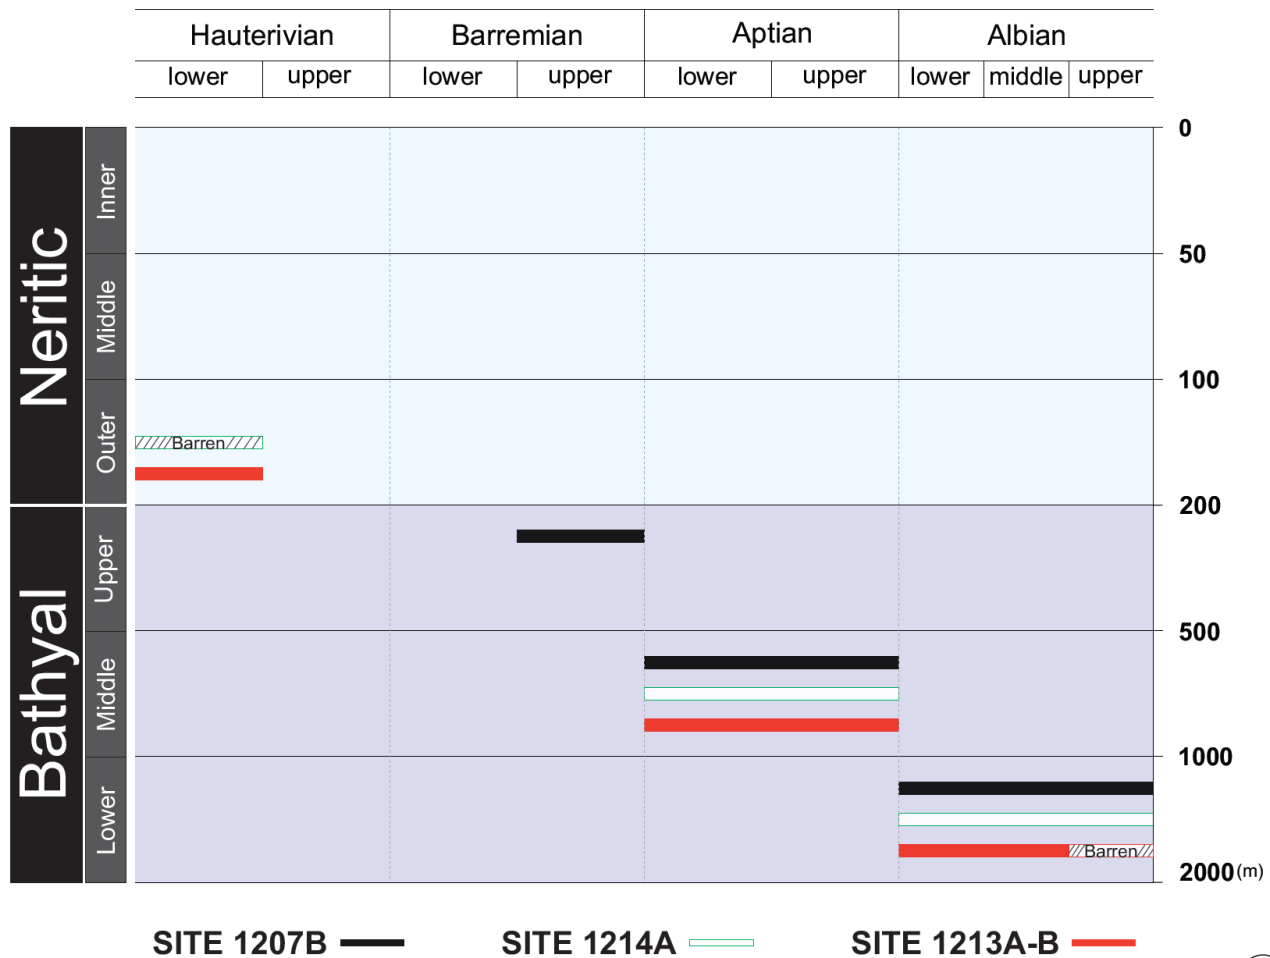 Hauterivian Barremian Aptian Albian
lower upper lower upper lower upper lower middle upper
Neritic
Inner
Middle
Outer
Bathyal
Upper
Middle
Lower
0
50
100
200
500
1000
2000 (m)
Barren
Barren
SITE 1207B SITE 1214A SITE 1213A-B